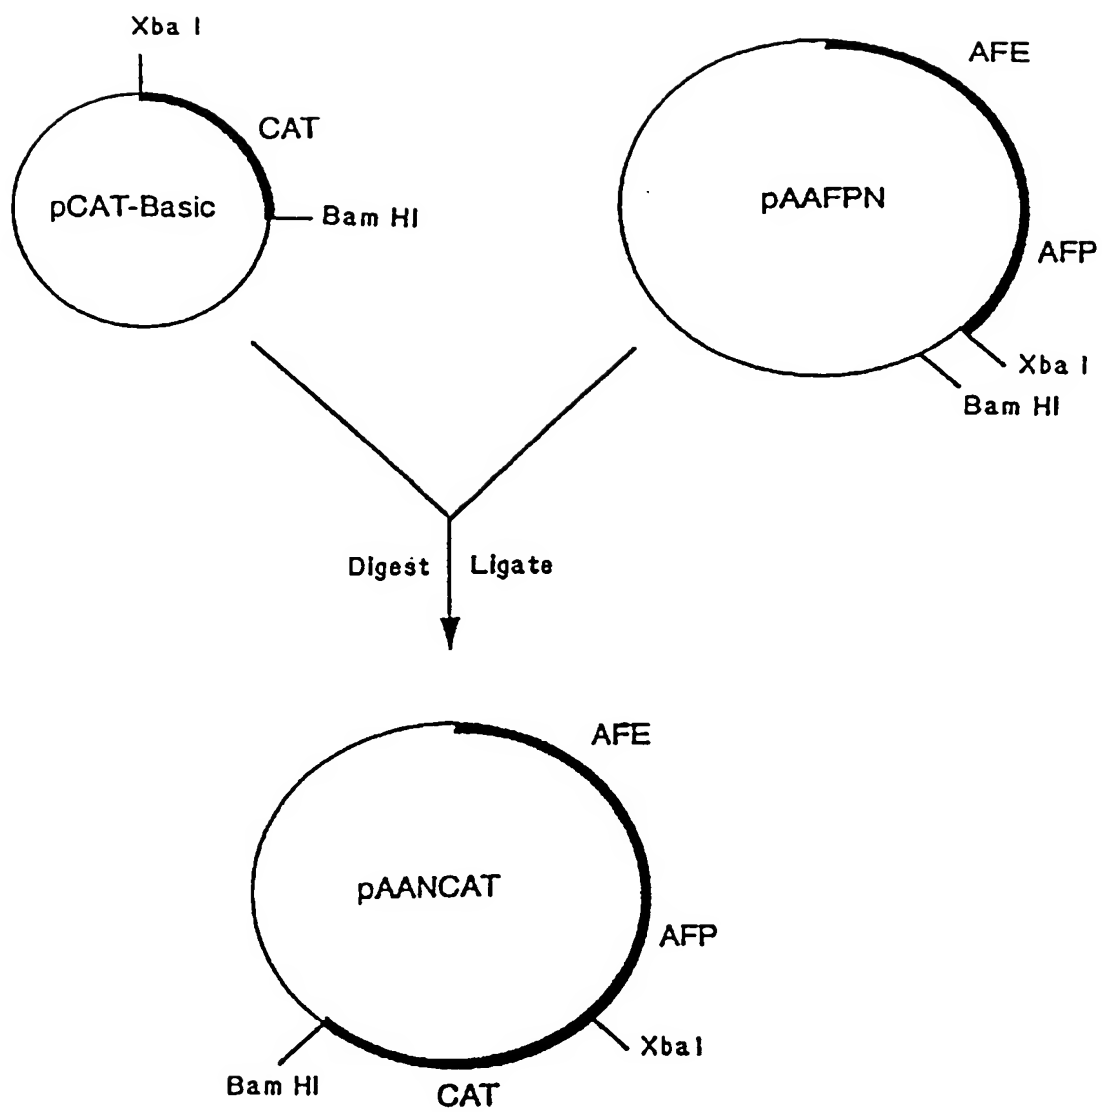 Xba I
CAT
pCAT-Basic
Bam HI
AFE
pAAFPN
AFP
Xba I
Bam HI
Digest Ligate
AFE
pAANCAT
AFP
XbaI
Bam HI
CAT